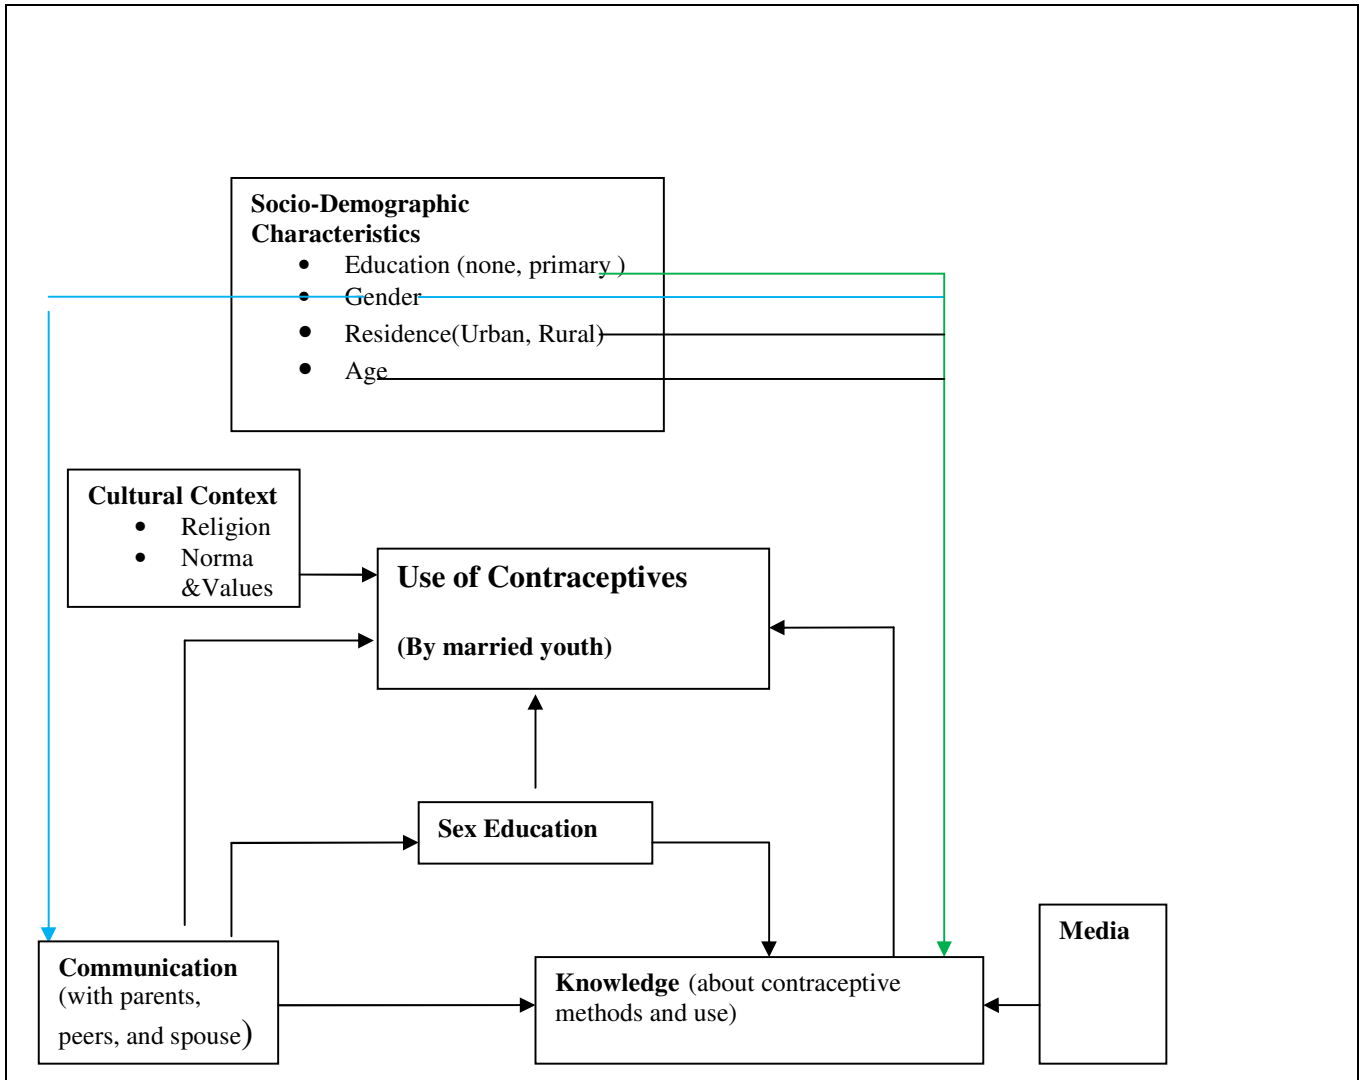 Socio-Demographic
Characteristics
• Education (none, primary )
• Gender
• Residence(Urban, Rural)
• Age
Cultural Context
• Religion
• Norma
&Values
Use of Contraceptives
(By married youth)
Sex Education
Communication
(with parents,
peers, and spouse)
Knowledge (about contraceptive
methods and use)
Media